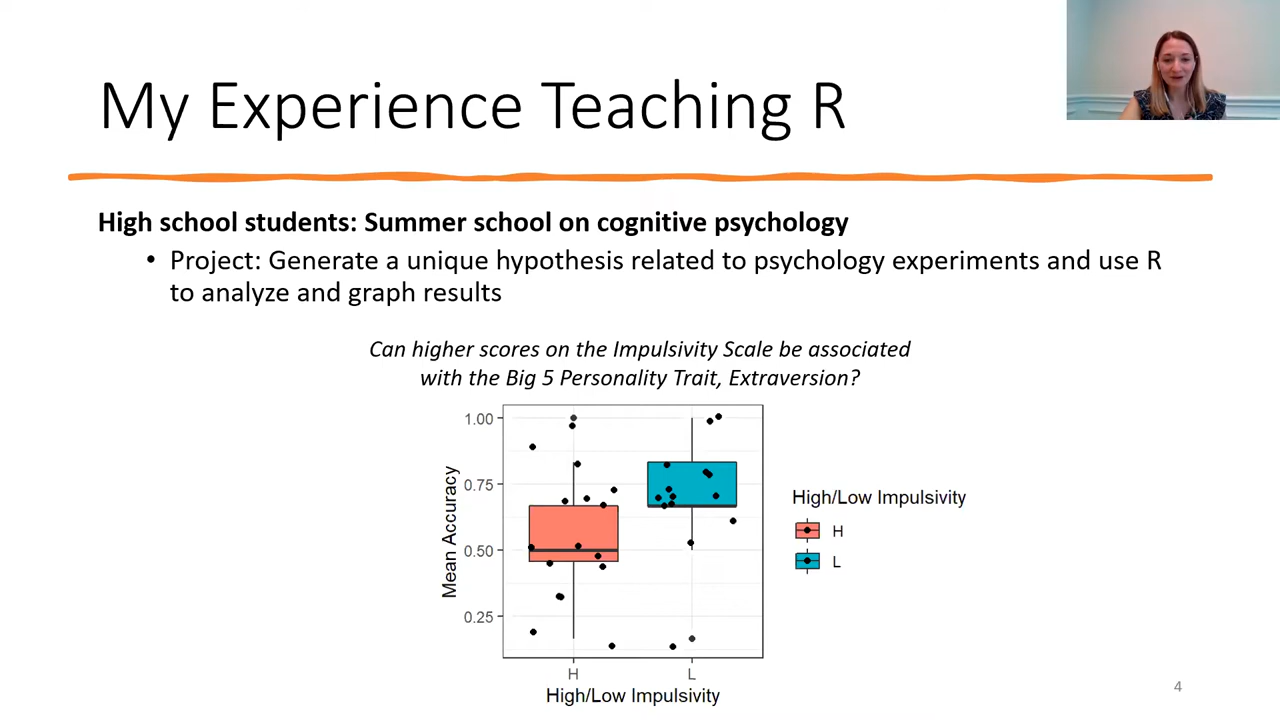 My Experience Teaching R
High school students: Summer school on cognitive psychology
• Project: Generate a unique hypothesis related to psychology experiments and use R
to analyze and graph results
Can higher scores on the Impulsivity Scale be associated
with the Big 5 Personality Trait, Extraversion?
1.00
0.75
0.50
0.25
Mean Accuracy
H
L
High/Low Impulsivity
High/Low Impulsivity
H
L
4